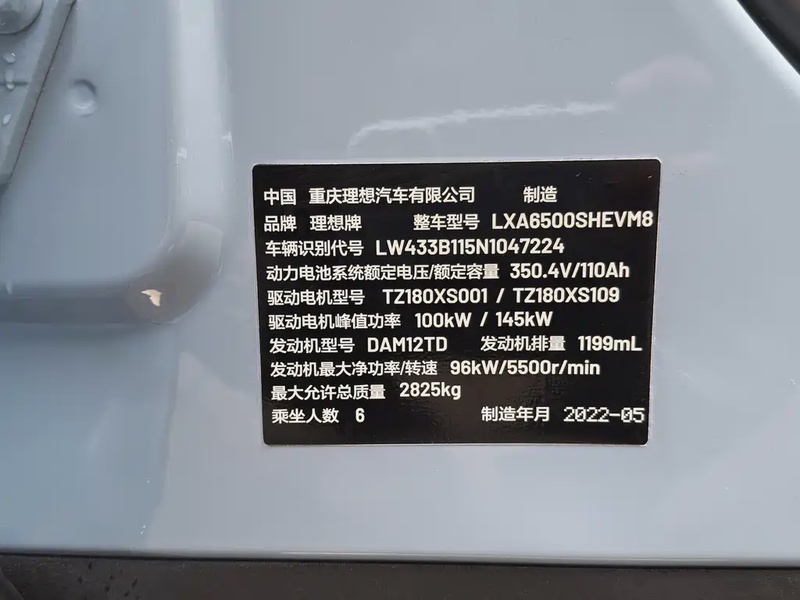 中国 重庆理想汽车有限公司 制造
品牌 理想牌 整车型号 LXA6500SHEVM8
车辆识别代号 LW433B115N1047224
动力电池系统额定电压/额定容量 350.4V/110Ah
驱动电机型号 TZ180XS001 / TZ180XS109
驱动电机峰值功率 100kW / 145kW
发动机型号 DAM12TD 发动机排量 1199mL
发动机最大净功率/转速 96kW/5500r/min
最大允许总质量 2825kg
乘坐人数 6 制造年月 2022-05